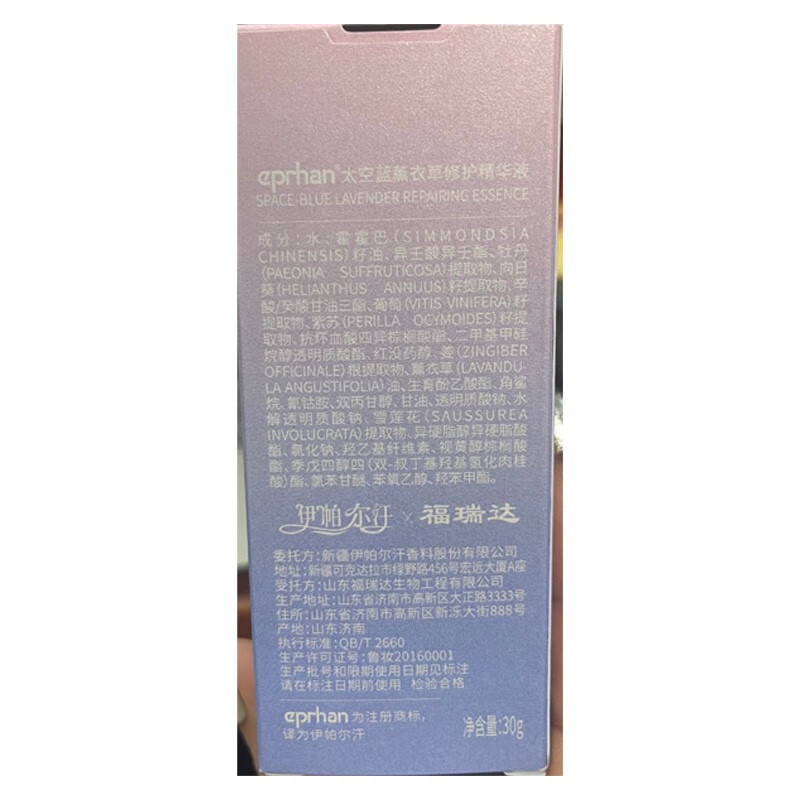 eprhan® 太空蓝薰衣草修护精华液
SPACE-BLUE LAVENDER REPAIRING ESSENCE
成分：水、霍霍巴（SIMMONDSIA
CHINENSIS）籽油、异壬酸异壬酯、牡丹
（PAEONIA SUFFRUTICOSA）提取物、向日
葵（HELIANTHUS ANNUUS）籽提取物、辛
酸/癸酸甘油三酯、葡萄（VITIS VINIFERA）籽
提取物、紫苏（PERILLA OCYMOIDES）籽提
取物、抗坏血酸四异棕榈酸酯、二甲基甲硅
烷醇透明质酸酯、红没药醇、姜（ZINGIBER
OFFICINALE）根提取物、薰衣草（LAVANDU-
LA ANGUSTIFOLIA）油、生育酚乙酸酯、角鲨
烷、氰钴胺、双丙甘醇、甘油、透明质酸钠、水
解透明质酸钠、雪莲花（SAUSSUREA
INVOLUCRATA）提取物、异硬脂醇异硬脂酸
酯、氯化钠、羟乙基纤维素、视黄醇棕榈酸
酯、季戊四醇四（双-叔丁基羟基氢化肉桂
酸）酯、氯苯甘醚、苯氧乙醇、羟苯甲酯。
伊帕尔汗 × 福瑞达
委托方：新疆伊帕尔汗香料股份有限公司
地址：新疆可克达拉市绿野路456号宏远大厦A座
受托方：山东福瑞达生物工程有限公司
生产地址：山东省济南市高新区大正路3333号
住所：山东省济南市高新区新泺大街888号
产地：山东济南
执行标准：QB/T 2660
生产许可证号：鲁妆20160001
生产批号和限期使用日期见标注
请在标注日期前使用 检验合格
eprhan 为注册商标，
译为伊帕尔汗
净含量：30g